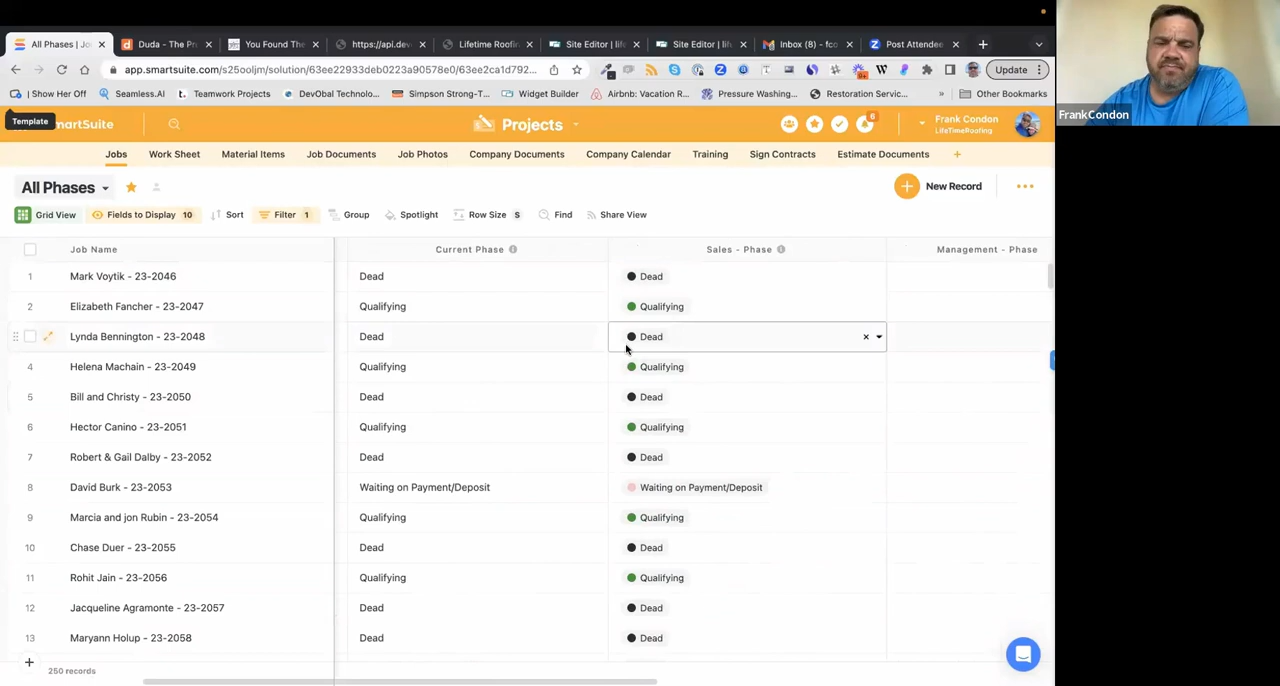 All Phases | Jo
Duda - The Pr
You Found The
https://api.dev
Lifetime Roofin
Site Editor | life
Site Editor | life
Inbox (8) - fco
Post Attendee
app.smartsuite.com/s25ooljm/solution/63ee22933deb0223a90578e0/63ee2ca1d792...
Update
| Show Her Off
Seamless.AI
Teamwork Projects
DevObal Technolo...
Simpson Strong-T...
Widget Builder
Airbnb: Vacation R...
Pressure Washing...
Restoration Servic...
»
Other Bookmarks
FrankCondon
Template
martSuite
Projects
6
Frank Condon
LifeTimeRoofing
Jobs
Work Sheet
Material Items
Job Documents
Job Photos
Company Documents
Company Calendar
Training
Sign Contracts
Estimate Documents
All Phases
New Record
Grid View
Fields to Display 10
Sort
Filter 1
Group
Spotlight
Row Size S
Find
Share View
Job Name
Current Phase
Sales - Phase
Management - Phase
1 Mark Voytik - 23-2046 Dead Dead
2 Elizabeth Fancher - 23-2047 Qualifying Qualifying
Lynda Bennington - 23-2048 Dead Dead
4 Helena Machain - 23-2049 Qualifying Qualifying
5 Bill and Christy - 23-2050 Dead Dead
6 Hector Canino - 23-2051 Qualifying Qualifying
7 Robert & Gail Dalby - 23-2052 Dead Dead
8 David Burk - 23-2053 Waiting on Payment/Deposit Waiting on Payment/Deposit
9 Marcia and jon Rubin - 23-2054 Qualifying Qualifying
10 Chase Duer - 23-2055 Dead Dead
11 Rohit Jain - 23-2056 Qualifying Qualifying
12 Jacqueline Agramonte - 23-2057 Dead Dead
13 Maryann Holup - 23-2058 Dead Dead
250 records